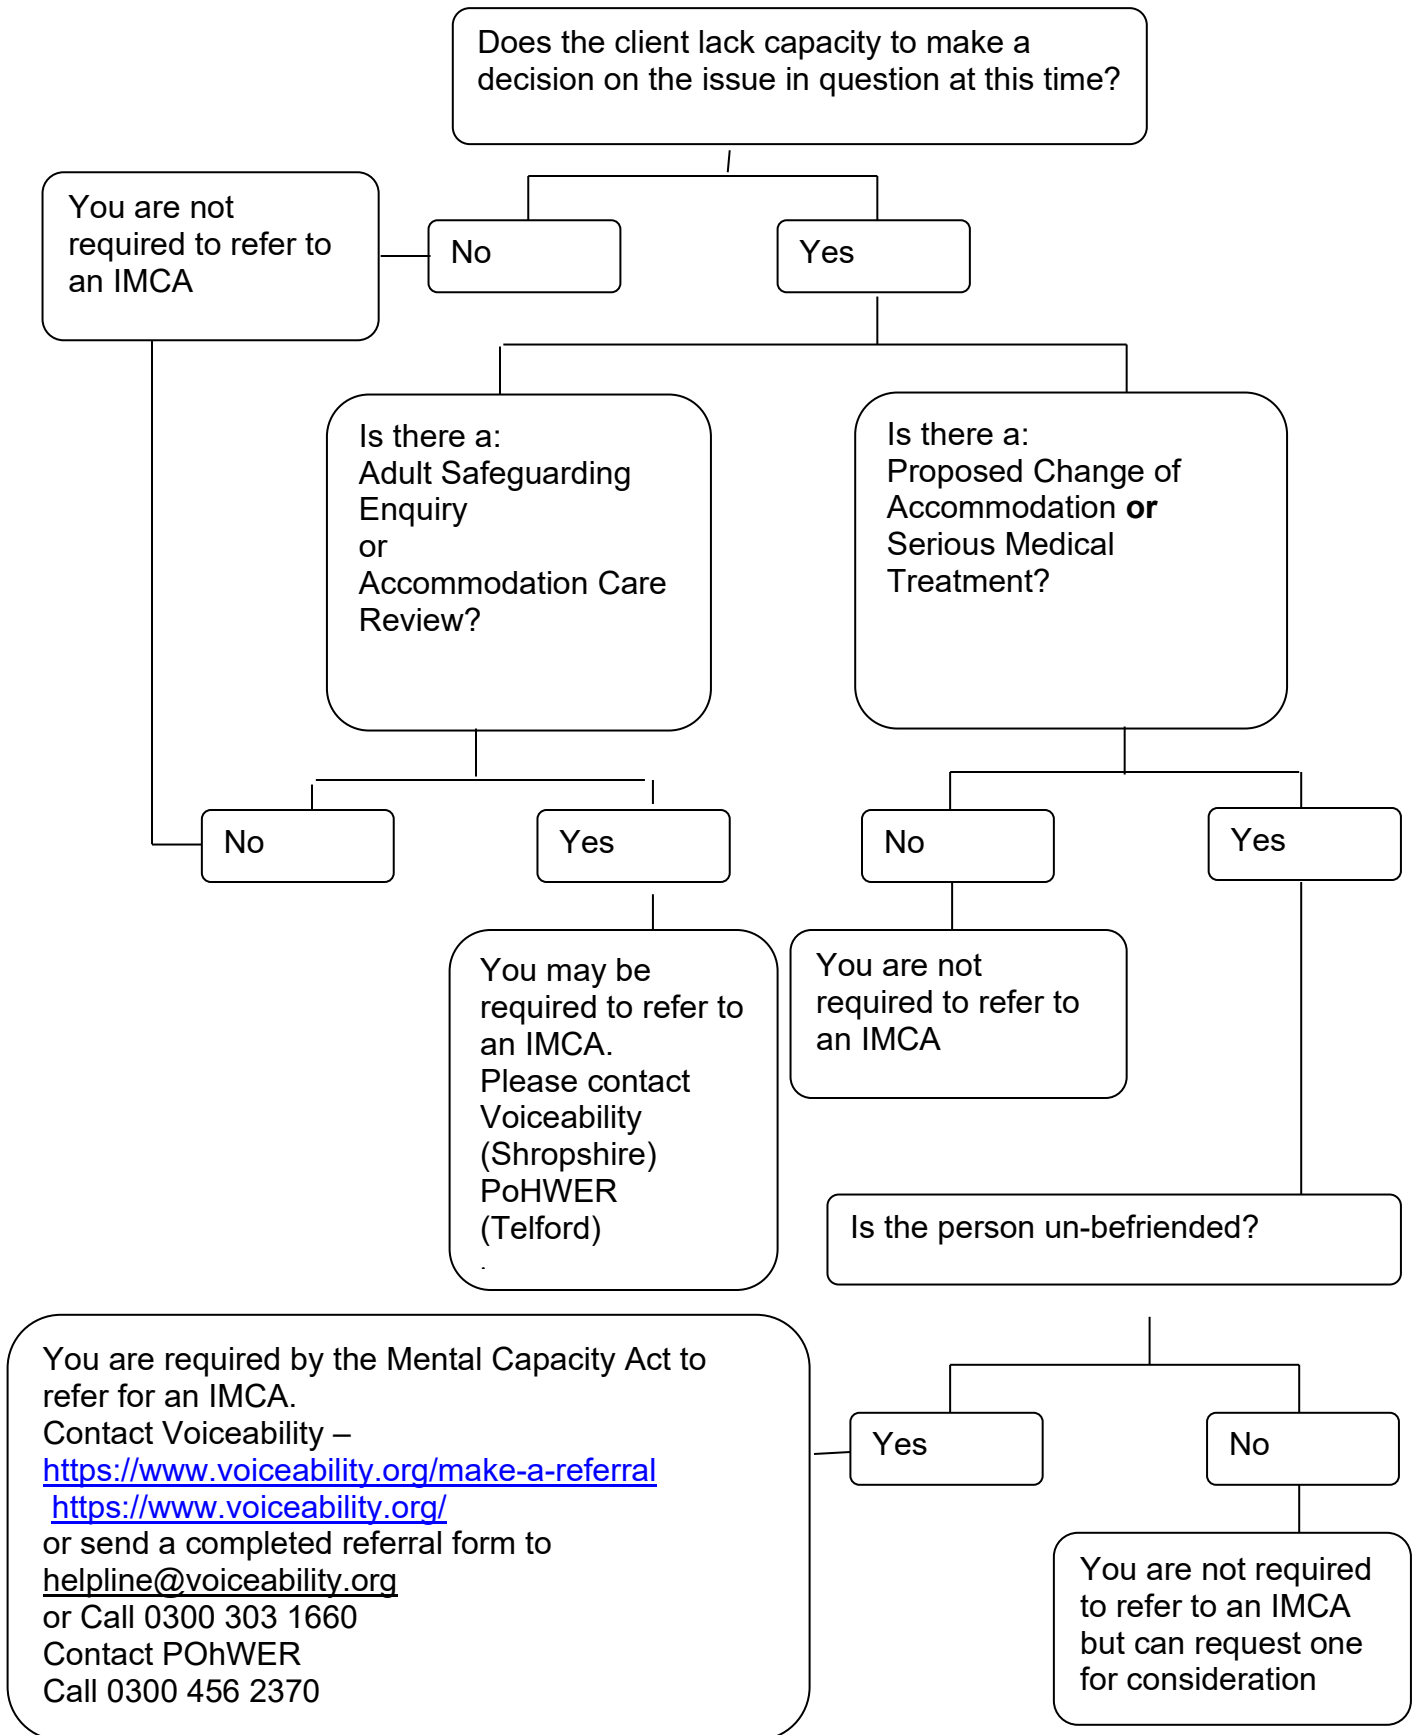 Does the client lack capacity to make a
decision on the issue in question at this time?
You are not
required to refer to
an IMCA
No
Yes
Is there a:
Adult Safeguarding
Enquiry
or
Accommodation Care
Review?
Is there a:
Proposed Change of
Accommodation or
Serious Medical
Treatment?
No
Yes
No
Yes
You may be
required to refer to
an IMCA.
Please contact
Voiceability
(Shropshire)
PoHWER
(Telford)
.
You are not
required to refer to
an IMCA
Is the person un-befriended?
You are required by the Mental Capacity Act to
refer for an IMCA.
Contact Voiceability –
https://www.voiceability.org/make-a-referral
https://www.voiceability.org/
or send a completed referral form to
helpline@voiceability.org
or Call 0300 303 1660
Contact POhWER
Call 0300 456 2370
Yes
No
You are not required
to refer to an IMCA
but can request one
for consideration